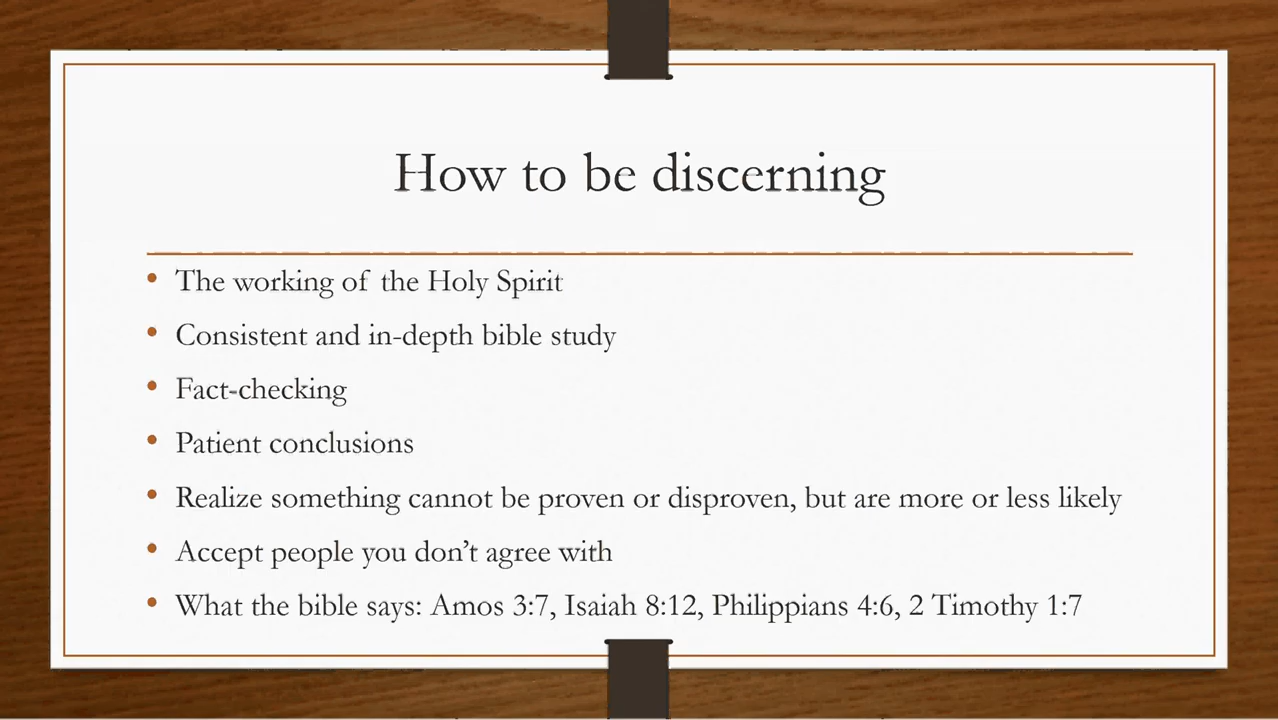 How to be discerning
• The working of the Holy Spirit
• Consistent and in-depth bible study
• Fact-checking
• Patient conclusions
• Realize something cannot be proven or disproven, but are more or less likely
• Accept people you don’t agree with
• What the bible says: Amos 3:7, Isaiah 8:12, Philippians 4:6, 2 Timothy 1:7